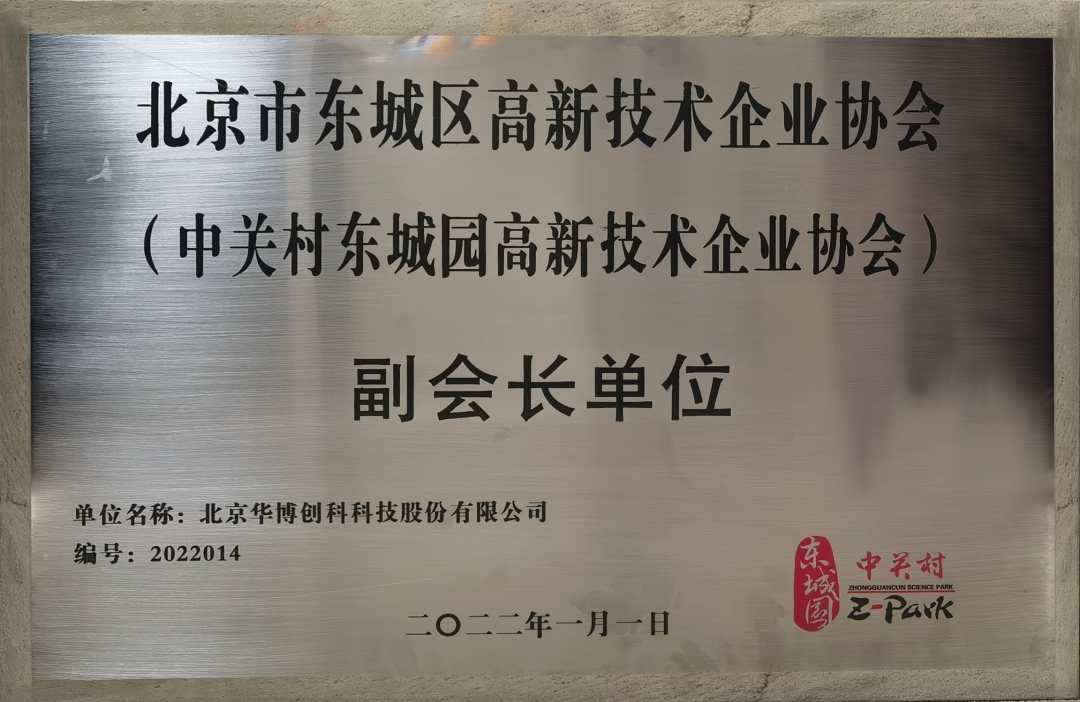 北京市东城区高新技术企业协会
（中关村东城园高新技术企业协会）
副会长单位
单位名称：北京华博创科科技股份有限公司
编号：2022014
二〇二二年一月一日
东城园
中关村
ZHONGGUANCUN SCIENCE PARK
Z-Park